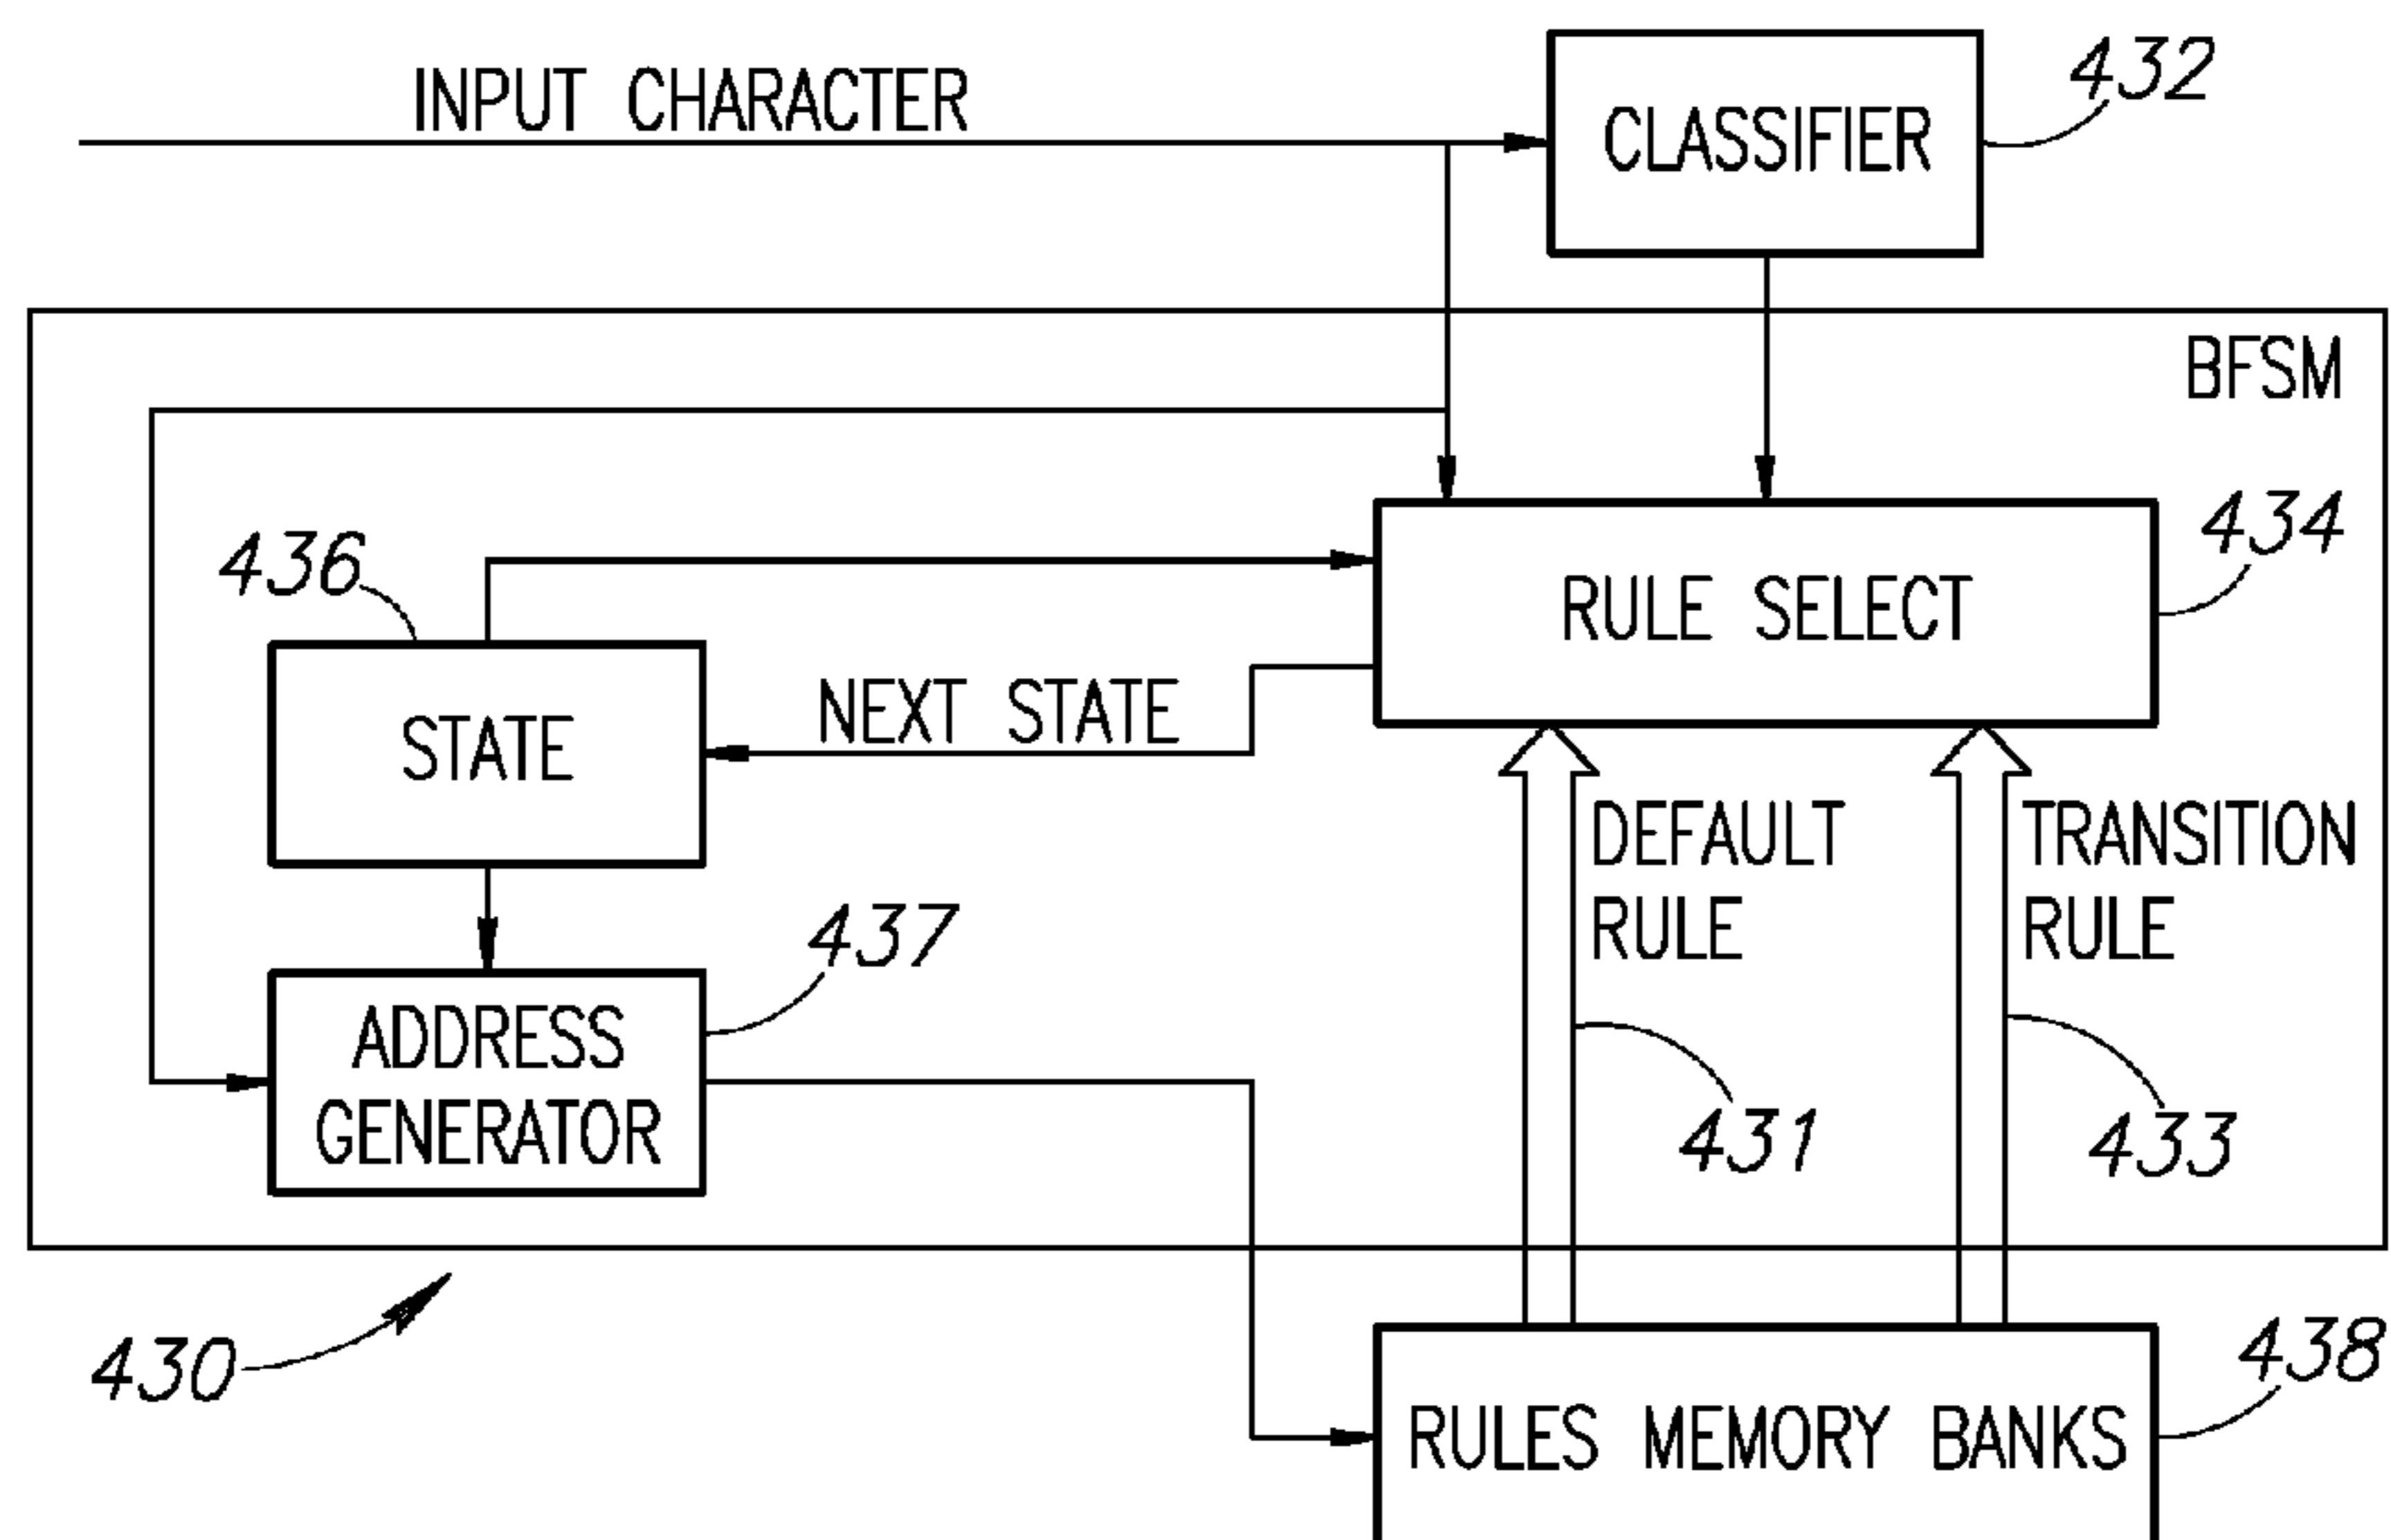 INPUT CHARACTER
CLASSIFIER
432
BFSM
434
436
RULE SELECT
NEXT STATE
STATE
DEFAULT
RULE
TRANSITION
RULE
437
ADDRESS
GENERATOR
431
433
430
438
RULES MEMORY BANKS